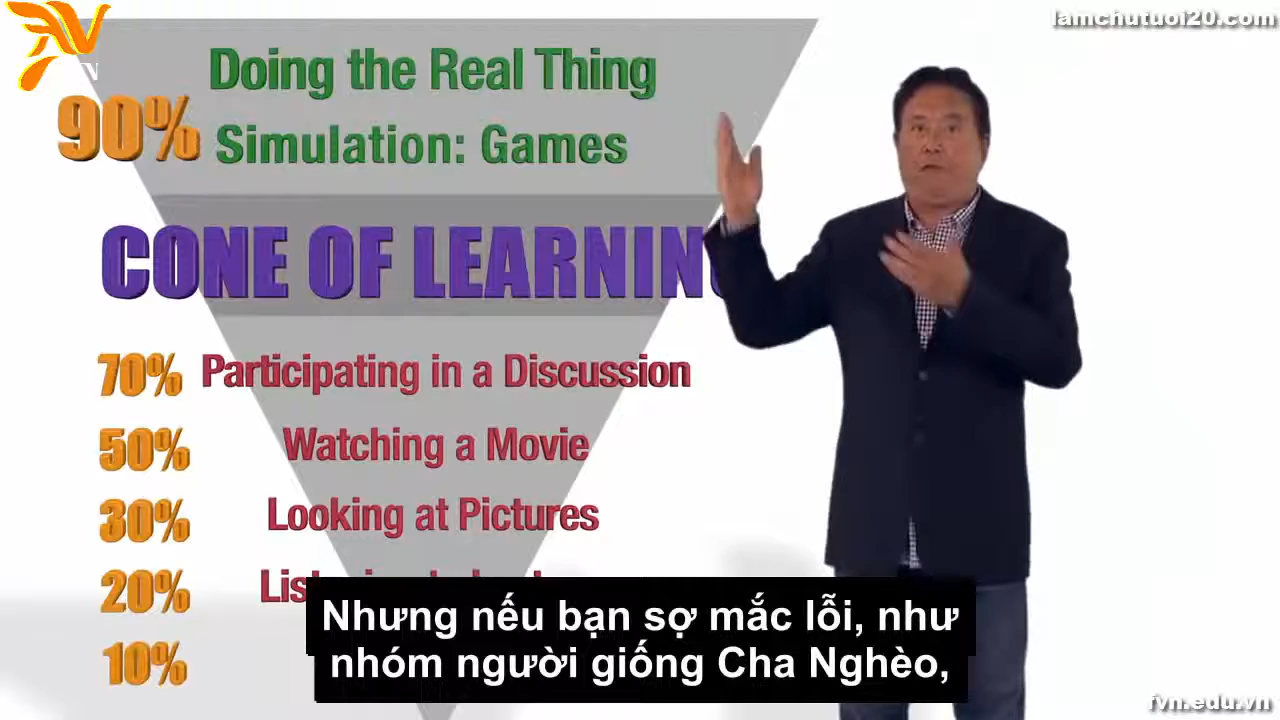 lamchutuoi20.com
Doing the Real Thing
90%
Simulation: Games
CONE OF LEARNIN
70% Participating in a Discussion
50% Watching a Movie
30% Looking at Pictures
20%
10%
Nhưng nếu bạn sợ mắc lỗi, như
nhóm người giống Cha Nghèo,
fvn.edu.vn